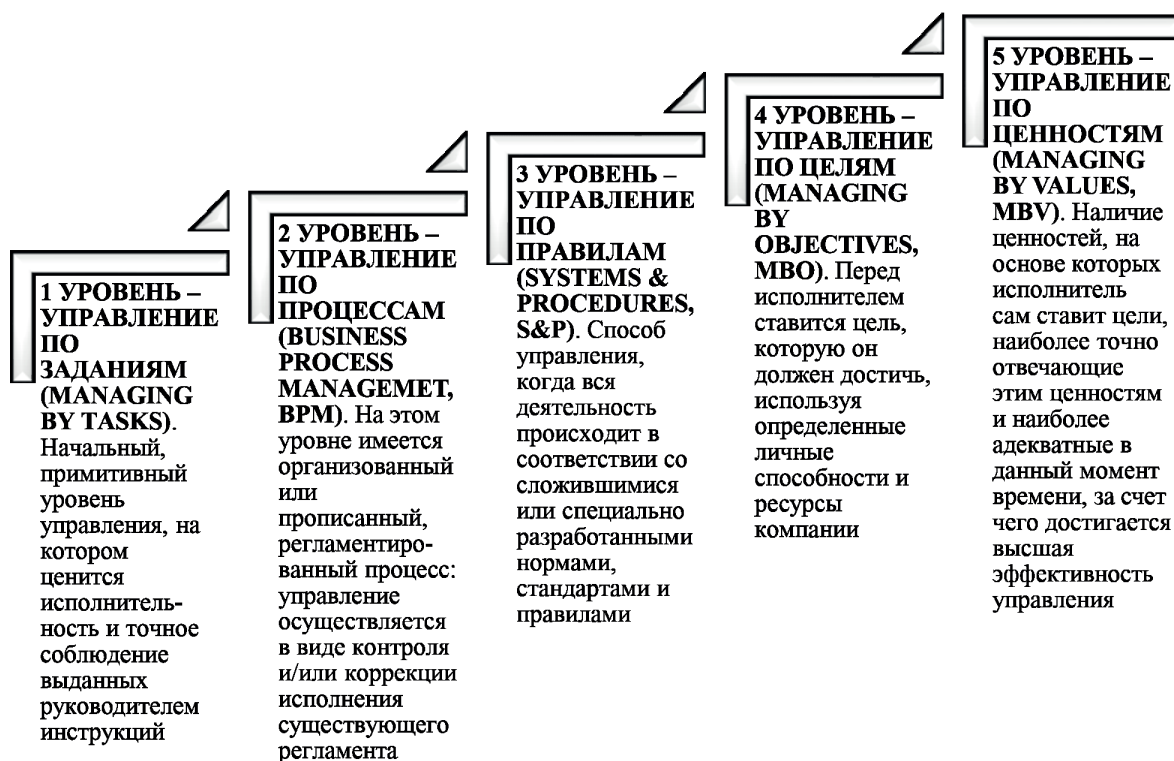 1 УРОВЕНЬ –
УПРАВЛЕНИЕ
ПО
ЗАДАНИЯМ
(MANAGING
BY TASKS).
Начальный,
примитивный
уровень
управления, на
котором
ценится
исполнитель-
ность и точное
соблюдение
выданных
руководителем
инструкций
2 УРОВЕНЬ –
УПРАВЛЕНИЕ
ПО
ПРОЦЕССАМ
(BUSINESS
PROCESS
MANAGEMET,
BPM). На этом
уровне имеется
организованный
или
прописанный,
регламентиро-
ванный процесс:
управление
осуществляется
в виде контроля
и/или коррекции
исполнения
существующего
регламента
3 УРОВЕНЬ –
УПРАВЛЕНИЕ
ПО
ПРАВИЛАМ
(SYSTEMS &
PROCEDURES,
S&P). Способ
управления,
когда вся
деятельность
происходит в
соответствии со
сложившимися
или специально
разработанными
нормами,
стандартами и
правилами
4 УРОВЕНЬ –
УПРАВЛЕНИЕ
ПО ЦЕЛЯМ
(MANAGING
BY
OBJECTIVES,
MBO). Перед
исполнителем
ставится цель,
которую он
должен достичь,
используя
определенные
личные
способности и
ресурсы
компании
5 УРОВЕНЬ –
УПРАВЛЕНИЕ
ПО
ЦЕННОСТЯМ
(MANAGING
BY VALUES,
MBV). Наличие
ценностей, на
основе которых
исполнитель
сам ставит цели,
наиболее точно
отвечающие
этим ценностям
и наиболее
адекватные в
данный момент
времени, за счет
чего достигается
высшая
эффективность
управления